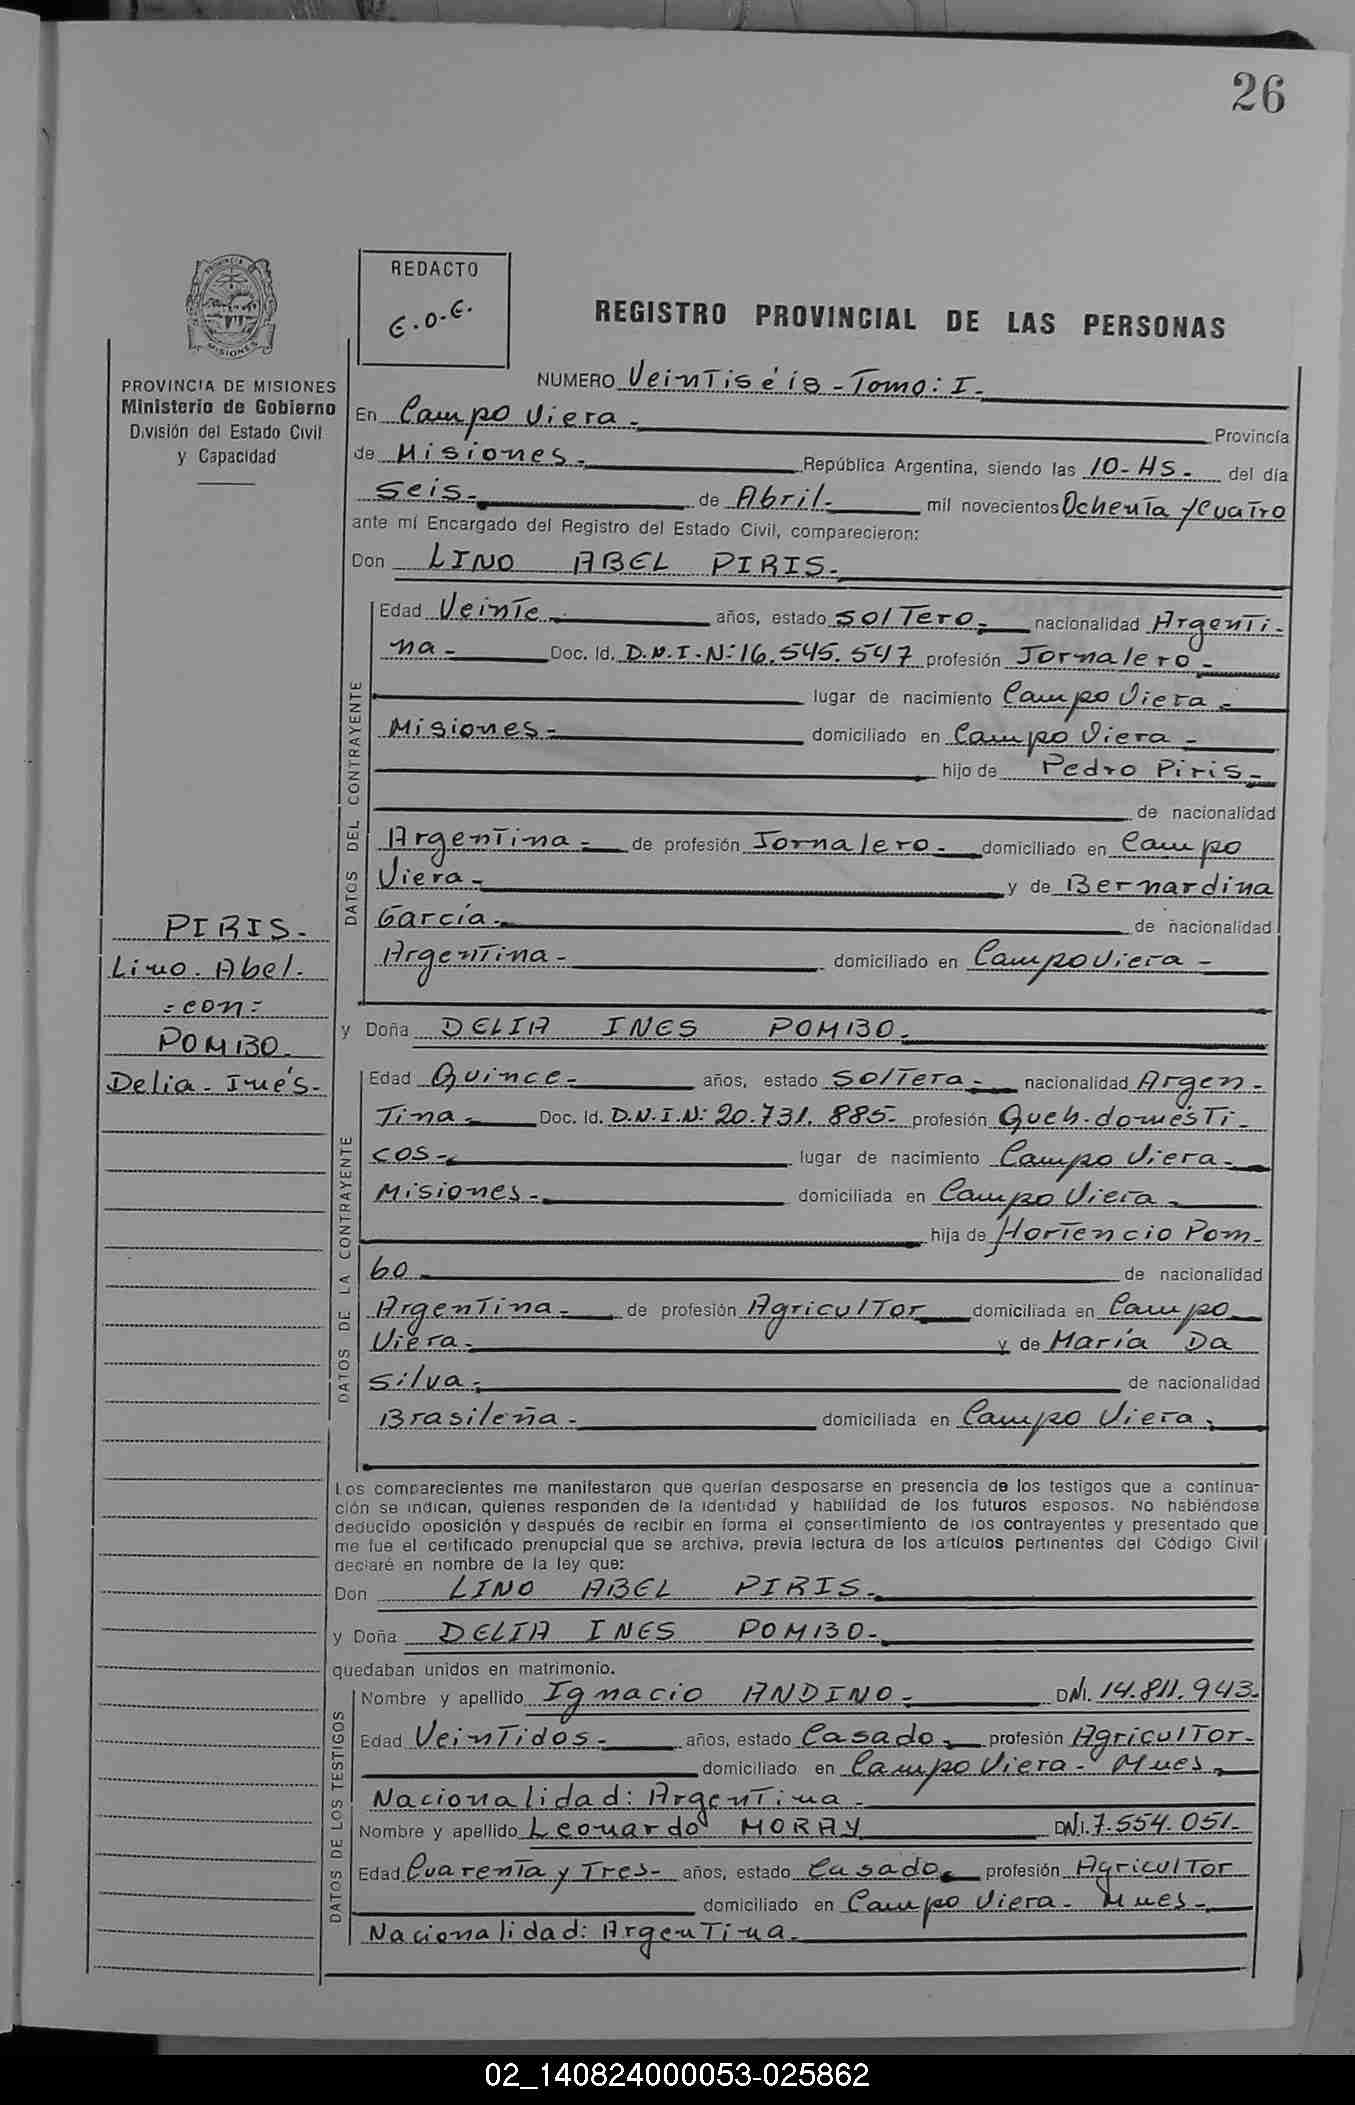 26
PROVINCIA DE MISIONES
Ministerio de Gobierno
División del Estado Civil
y Capacidad
REDACTO
E.O.E.
REGISTRO PROVINCIAL DE LAS PERSONAS
NUMERO Veintiséis - Tomo: I.-
En Campo Viera.- Provincia
de Misiones.- República Argentina, siendo las 10-HS.- del día
seis.- de Abril.- mil novecientos Ochenta y Cuatro
ante mí Encargado del Registro del Estado Civil, comparecieron:
Don LINO ABEL PIRIS.-
DATOS DEL CONTRAYENTE
Edad Veinte.- años, estado SolTero.- nacionalidad Argenti-
na.- Doc. Id. D.N.I.N: 16.545.547 profesión Jornalero.-
lugar de nacimiento Campo Viera.-
Misiones.- domiciliado en Campo Viera.-
hijo de Pedro Piris.-
de nacionalidad
Argentina.- de profesión Jornalero.- domiciliado en Campo
Viera.- y de Bernardina
García.- de nacionalidad
Argentina.- domiciliado en Campo Viera.-
PIRIS.-
Lino. Abel.
=con=
POMBO.
Delia - Inés-
y Doña DELIA INES POMBO.-
DATOS DE LA CONTRAYENTE
Edad Quince.- años, estado SolTera.- nacionalidad Argen-
Tina.- Doc. Id. D.N.I.N: 20.731.885- profesión Queh. domésTi-
cos.- lugar de nacimiento Campo Viera.-
Misiones.- domiciliada en Campo Viera.-
hija de Hortencio Pom-
bo.- de nacionalidad
Argentina.- de profesión Agricultor domiciliada en Campo
Viera.- y de María Da
Silva.- de nacionalidad
Brasileña.- domiciliada en Campo Viera.-
Los comparecientes me manifestaron que querían desposarse en presencia de los testigos que a continua-
ción se indican, quienes responden de la identidad y habilidad de los futuros esposos. No habiéndose
deducido oposición y después de recibir en forma el consentimiento de los contrayentes y presentado que
me fue el certificado prenupcial que se archiva, previa lectura de los artículos pertinentes del Código Civil
declaré en nombre de la ley que:
Don LINO ABEL PIRIS.-
y Doña DELIA INES POMBO.-
quedaban unidos en matrimonio.
DATOS DE LOS TESTIGOS
Nombre y apellido Ignacio ANDINO.- DNI. 14.811.943.-
Edad VeinTidos.- años, estado Casado.- profesión Agricultor.-
domiciliado en Campo Viera.- Mnes.-
Nacionalidad: Argentina.-
Nombre y apellido Leonardo MORAY DNI. 7.554.051.-
Edad Cuarenta y Tres- años, estado Casado.- profesión Agricultor
domiciliado en Campo Viera.- Mnes.-
Nacionalidad: Argentina.-
02_140824000053-025862